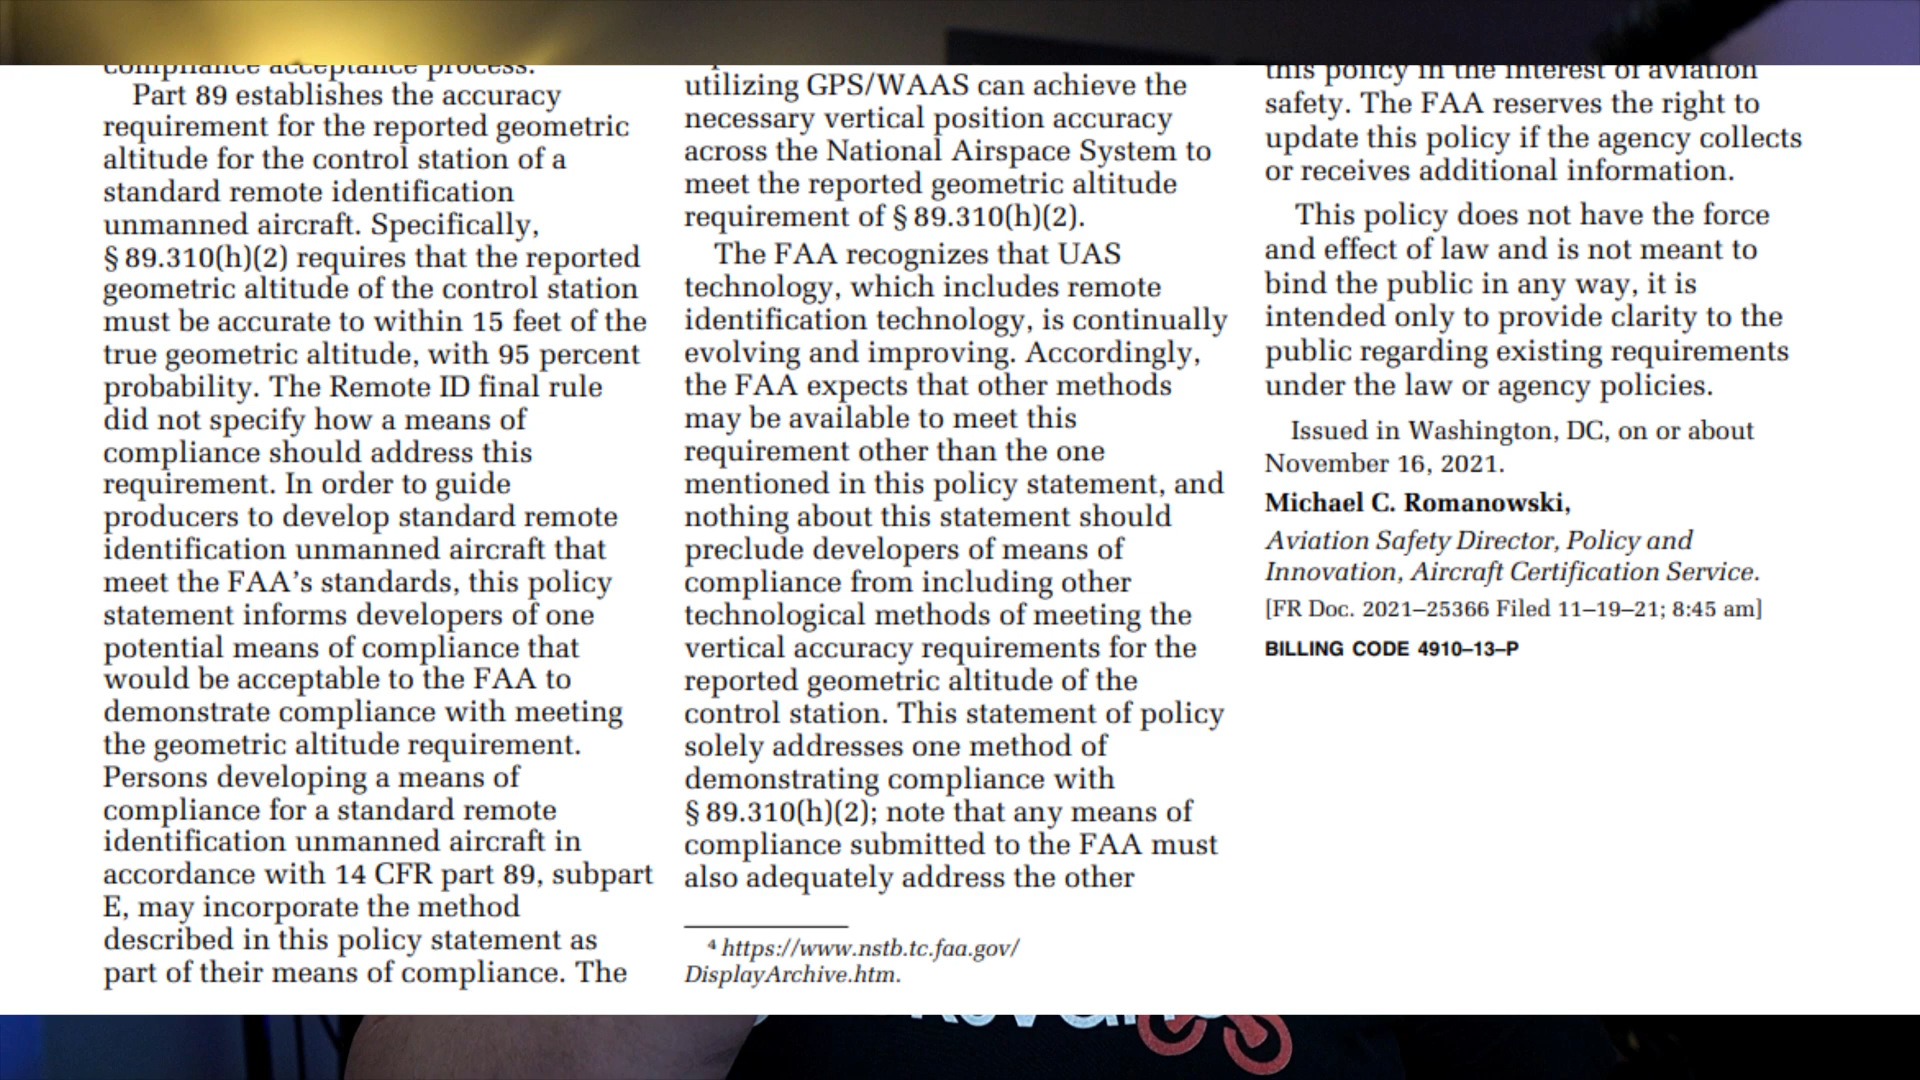 compliance acceptance process.
Part 89 establishes the accuracy
requirement for the reported geometric
altitude for the control station of a
standard remote identification
unmanned aircraft. Specifically,
§ 89.310(h)(2) requires that the reported
geometric altitude of the control station
must be accurate to within 15 feet of the
true geometric altitude, with 95 percent
probability. The Remote ID final rule
did not specify how a means of
compliance should address this
requirement. In order to guide
producers to develop standard remote
identification unmanned aircraft that
meet the FAA’s standards, this policy
statement informs developers of one
potential means of compliance that
would be acceptable to the FAA to
demonstrate compliance with meeting
the geometric altitude requirement.
Persons developing a means of
compliance for a standard remote
identification unmanned aircraft in
accordance with 14 CFR part 89, subpart
E, may incorporate the method
described in this policy statement as
part of their means of compliance. The
utilizing GPS/WAAS can achieve the
necessary vertical position accuracy
across the National Airspace System to
meet the reported geometric altitude
requirement of § 89.310(h)(2).
The FAA recognizes that UAS
technology, which includes remote
identification technology, is continually
evolving and improving. Accordingly,
the FAA expects that other methods
may be available to meet this
requirement other than the one
mentioned in this policy statement, and
nothing about this statement should
preclude developers of means of
compliance from including other
technological methods of meeting the
vertical accuracy requirements for the
reported geometric altitude of the
control station. This statement of policy
solely addresses one method of
demonstrating compliance with
§ 89.310(h)(2); note that any means of
compliance submitted to the FAA must
also adequately address the other
4 https://www.nstb.tc.faa.gov/
DisplayArchive.htm.
this policy in the interest of aviation
safety. The FAA reserves the right to
update this policy if the agency collects
or receives additional information.
This policy does not have the force
and effect of law and is not meant to
bind the public in any way, it is
intended only to provide clarity to the
public regarding existing requirements
under the law or agency policies.
Issued in Washington, DC, on or about
November 16, 2021.
Michael C. Romanowski,
Aviation Safety Director, Policy and
Innovation, Aircraft Certification Service.
[FR Doc. 2021–25366 Filed 11–19–21; 8:45 am]
BILLING CODE 4910–13–P